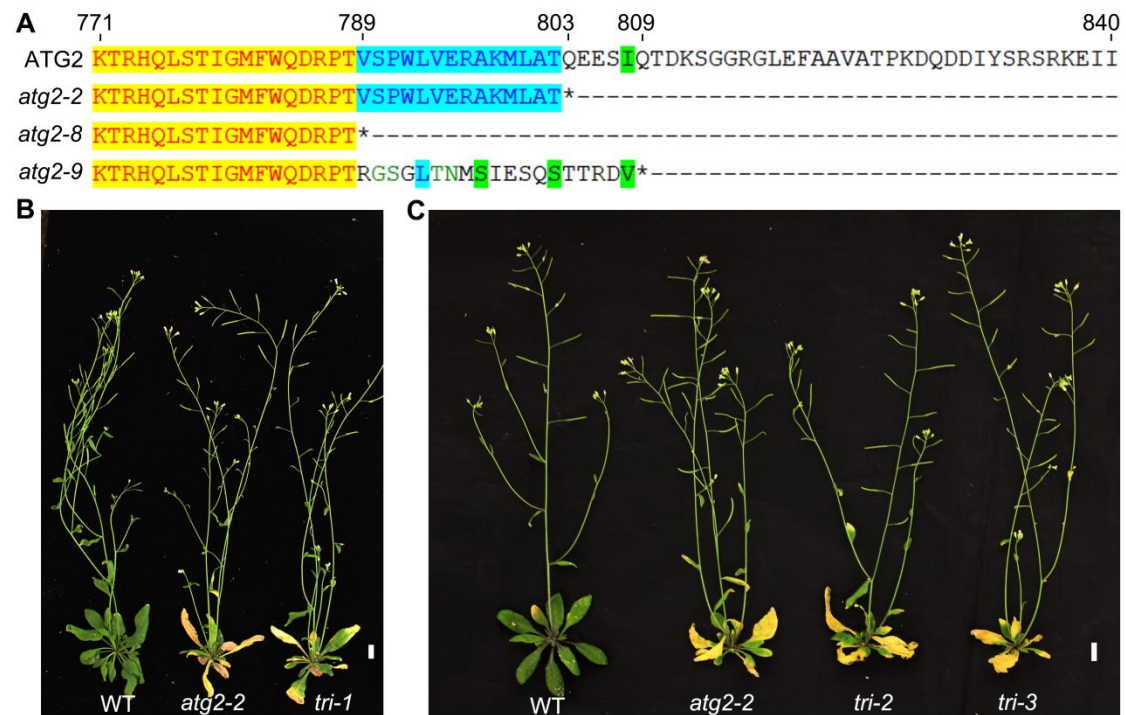 A
771 789 803 809 840
ATG2 KTRHQLSTIGMFWQDRPTVSPWLVERAKMLATQEESIQTDKSGGRGLEFAAVATPKDQDDIYSRSRKEII
atg2-2 KTRHQLSTIGMFWQDRPTVSPWLVERAKMLAT*-------------------------------------
atg2-8 KTRHQLSTIGMFWQDRPT*---------------------------------------------------
atg2-9 KTRHQLSTIGMFWQDRPTRGSGLTNMSIESQSTTRDV*--------------------------------
B
WT atg2-2 tri-1
C
WT atg2-2 tri-2 tri-3